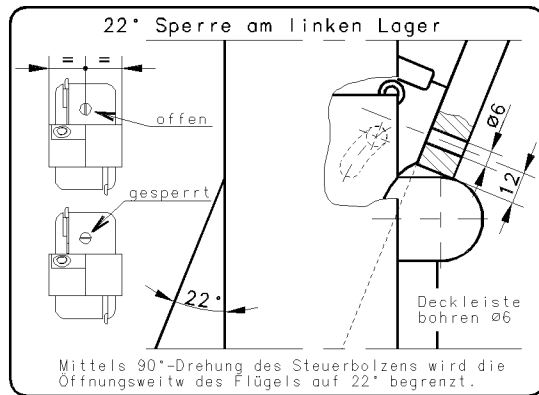 22° Sperre am linken Lager
= =
offen
gesperrt
22°
Ø6
12
Deckleiste
bohren Ø6
Mittels 90°-Drehung des Steuerbolzens wird die
Öffnungsweitw des Flügels auf 22° begrenzt.